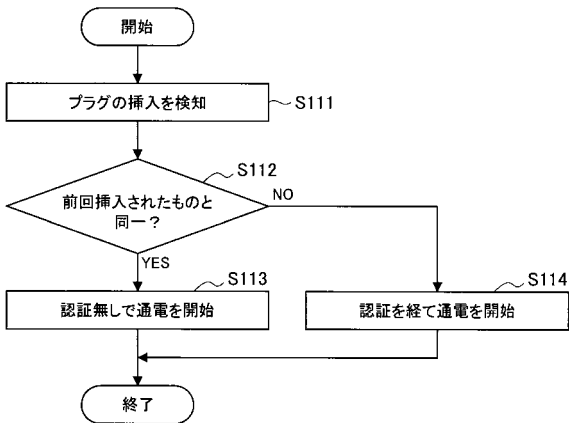 開始
プラグの挿入を検知
S111
S112
前回挿入されたものと
同一?
NO
YES
S113
認証無しで通電を開始
S114
認証を経て通電を開始
終了